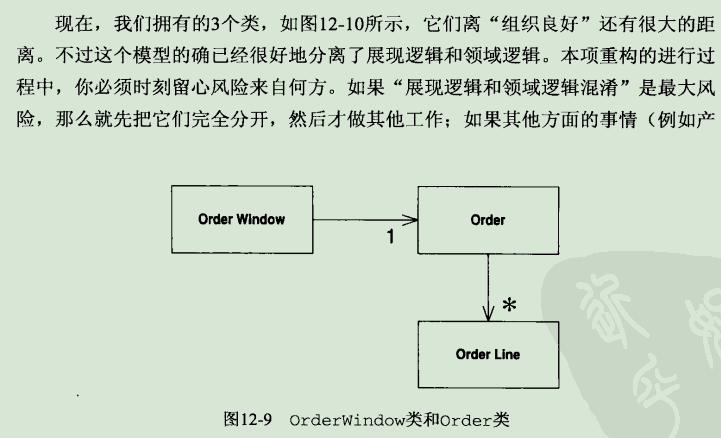 现在，我们拥有的3个类，如图12-10所示，它们离“组织良好”还有很大的距
离。不过这个模型的确已经很好地分离了展现逻辑和领域逻辑。本项重构的进行过
程中，你必须时刻留心风险来自何方。如果“展现逻辑和领域逻辑混淆”是最大风
险，那么就先把它们完全分开，然后才做其他工作；如果其他方面的事情（例如产
Order Window
1
Order
*
Order Line
图12-9 OrderWindow类和Order类